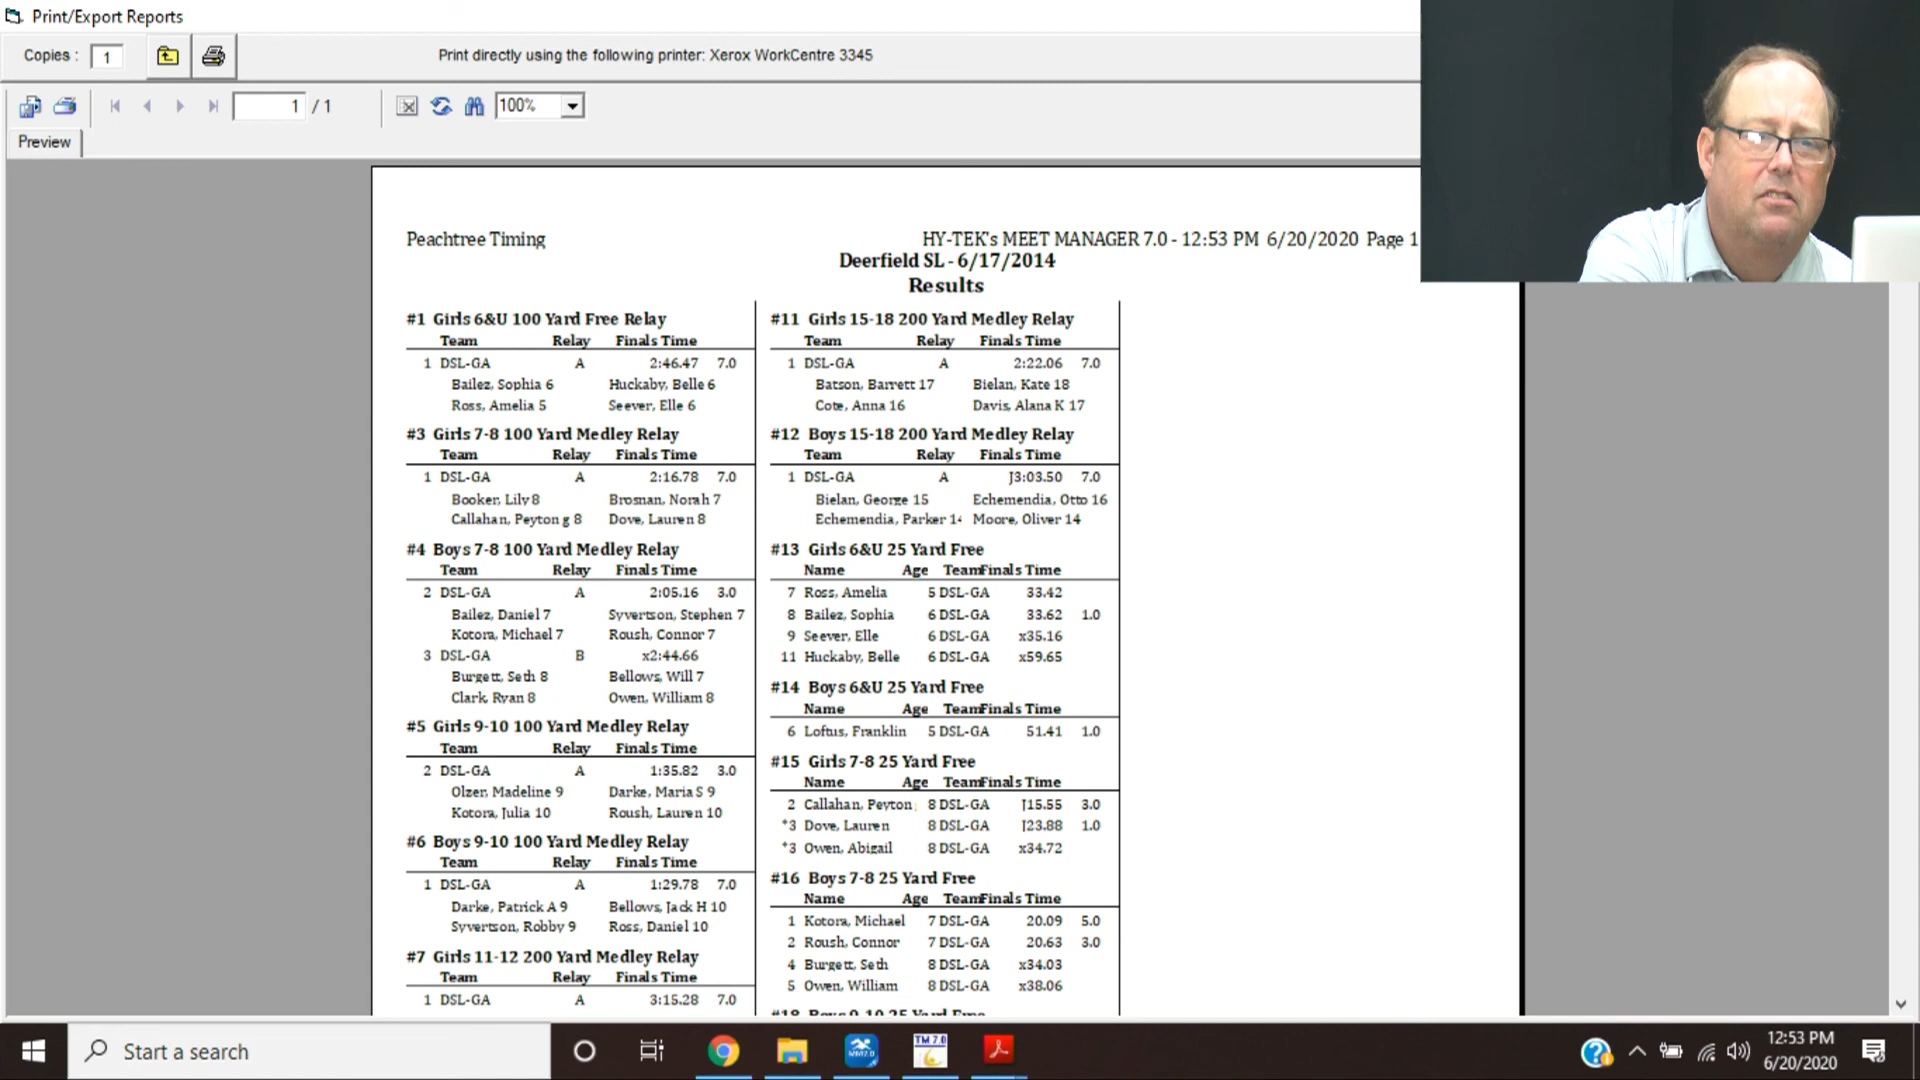 Print/Export Reports
Copies : 1 Print directly using the following printer: Xerox WorkCentre 3345
1 / 1 100%
Preview
Peachtree Timing HY-TEK's MEET MANAGER 7.0 - 12:53 PM 6/20/2020 Page 1
Deerfield SL - 6/17/2014
Results
#1 Girls 6&U 100 Yard Free Relay
Team Relay Finals Time
1 DSL-GA A 2:46.47 7.0
Bailez, Sophia 6 Huckaby, Belle 6
Ross, Amelia 5 Seever, Elle 6
#3 Girls 7-8 100 Yard Medley Relay
Team Relay Finals Time
1 DSL-GA A 2:16.78 7.0
Booker, Lily 8 Brosnan, Norah 7
Callahan, Peyton g 8 Dove, Lauren 8
#4 Boys 7-8 100 Yard Medley Relay
Team Relay Finals Time
2 DSL-GA A 2:05.16 3.0
Bailez, Daniel 7 Syvertson, Stephen 7
Kotora, Michael 7 Roush, Connor 7
3 DSL-GA B x2:44.66
Burgett, Seth 8 Bellows, Will 7
Clark, Ryan 8 Owen, William 8
#5 Girls 9-10 100 Yard Medley Relay
Team Relay Finals Time
2 DSL-GA A 1:35.82 3.0
Olzer, Madeline 9 Darke, Maria S 9
Kotora, Julia 10 Roush, Lauren 10
#6 Boys 9-10 100 Yard Medley Relay
Team Relay Finals Time
1 DSL-GA A 1:29.78 7.0
Darke, Patrick A 9 Bellows, Jack H 10
Syvertson, Robby 9 Ross, Daniel 10
#7 Girls 11-12 200 Yard Medley Relay
Team Relay Finals Time
1 DSL-GA A 3:15.28 7.0
#11 Girls 15-18 200 Yard Medley Relay
Team Relay Finals Time
1 DSL-GA A 2:22.06 7.0
Batson, Barrett 17 Bielan, Kate 18
Cote, Anna 16 Davis, Alana K 17
#12 Boys 15-18 200 Yard Medley Relay
Team Relay Finals Time
1 DSL-GA A J3:03.50 7.0
Bielan, George 15 Echemendia, Otto 16
Echemendia, Parker 14 Moore, Oliver 14
#13 Girls 6&U 25 Yard Free
Name Age Team Finals Time
7 Ross, Amelia 5 DSL-GA 33.42
8 Bailez, Sophia 6 DSL-GA 33.62 1.0
9 Seever, Elle 6 DSL-GA x35.16
11 Huckaby, Belle 6 DSL-GA x59.65
#14 Boys 6&U 25 Yard Free
Name Age Team Finals Time
6 Loftus, Franklin 5 DSL-GA 51.41 1.0
#15 Girls 7-8 25 Yard Free
Name Age Team Finals Time
2 Callahan, Peyton 8 DSL-GA J15.55 3.0
*3 Dove, Lauren 8 DSL-GA J23.88 1.0
*3 Owen, Abigail 8 DSL-GA x34.72
#16 Boys 7-8 25 Yard Free
Name Age Team Finals Time
1 Kotora, Michael 7 DSL-GA 20.09 5.0
2 Roush, Connor 7 DSL-GA 20.63 3.0
4 Burgett, Seth 8 DSL-GA x34.03
5 Owen, William 8 DSL-GA x38.06
#18 Boys 9-10 25 Yard Free
Start a search
MM7.0
TM 7.0
12:53 PM
6/20/2020